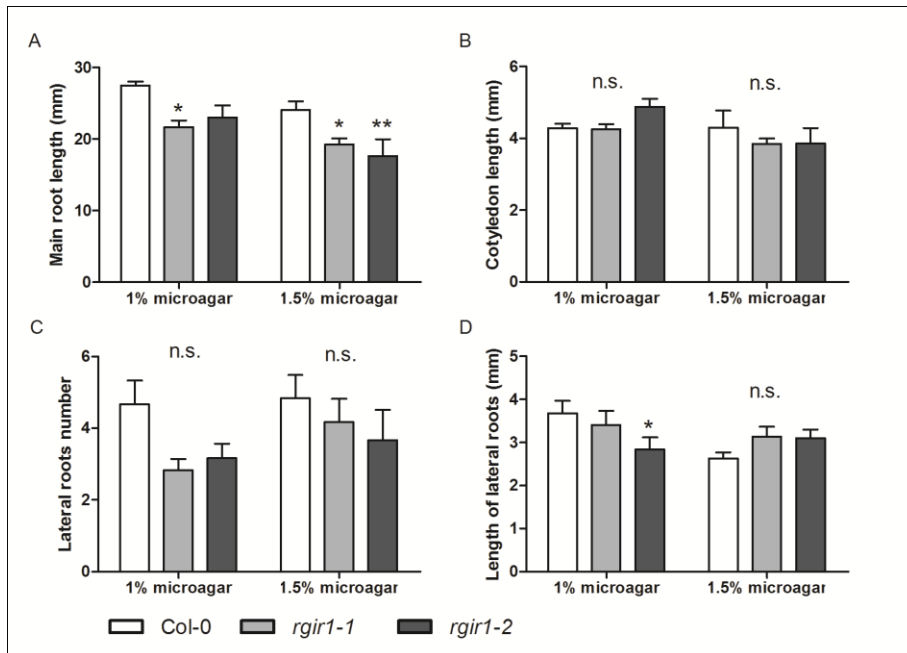 A
Main root length (mm)
30
20
10
0
*
*
**
1% microagar
1.5% microagar
B
Cotyledon length (mm)
6
4
2
0
n.s.
n.s.
1% microagar
1.5% microagar
C
Lateral roots number
6
4
2
0
n.s.
n.s.
1% microagar
1.5% microagar
D
Length of lateral roots (mm)
5
4
3
2
1
0
*
n.s.
1% microagar
1.5% microagar
Col-0
rgir1-1
rgir1-2